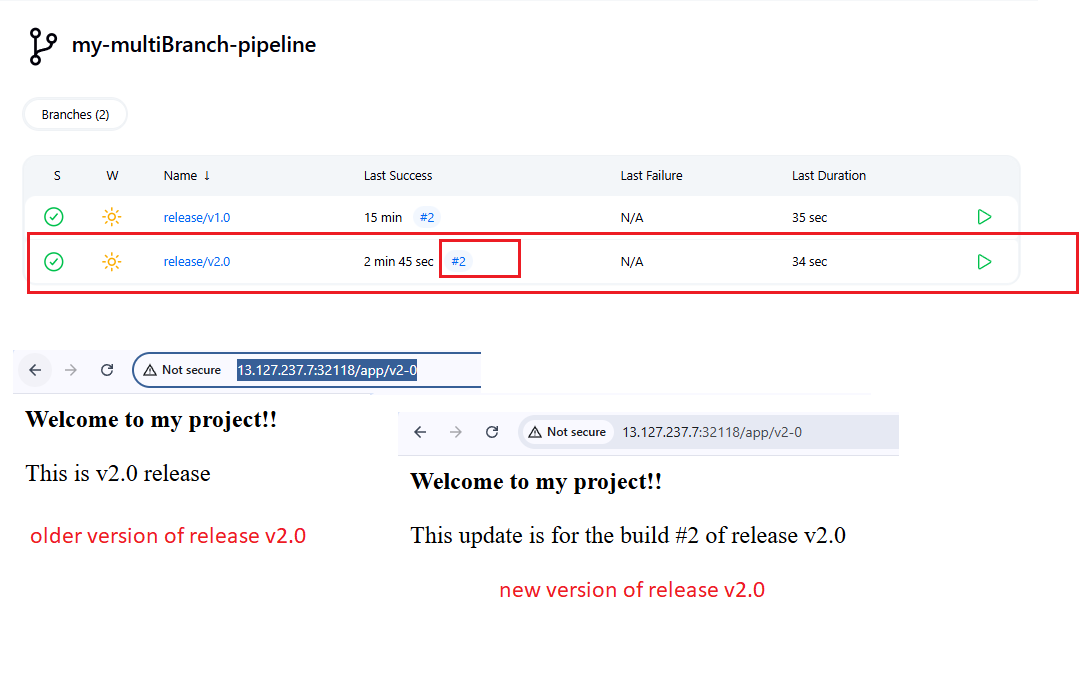 my-multiBranch-pipeline
Branches (2)
S W Name ↓ Last Success Last Failure Last Duration
release/v1.0 15 min #2 N/A 35 sec
release/v2.0 2 min 45 sec #2 N/A 34 sec
Not secure 13.127.237.7:32118/app/v2-0
Welcome to my project!!
This is v2.0 release
older version of release v2.0
Not secure 13.127.237.7:32118/app/v2-0
Welcome to my project!!
This update is for the build #2 of release v2.0
new version of release v2.0